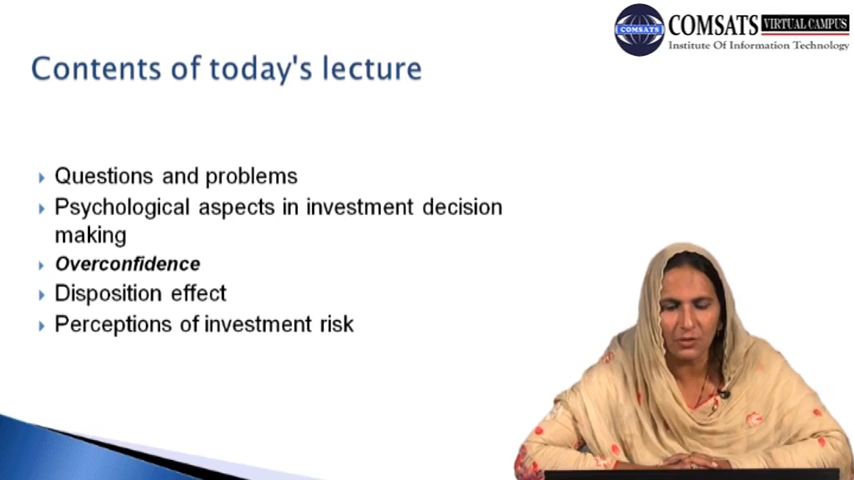 COMSATS
COMSATS VIRTUAL CAMPUS
Institute Of Information Technology
Contents of today's lecture
Questions and problems
Psychological aspects in investment decision
making
Overconfidence
Disposition effect
Perceptions of investment risk